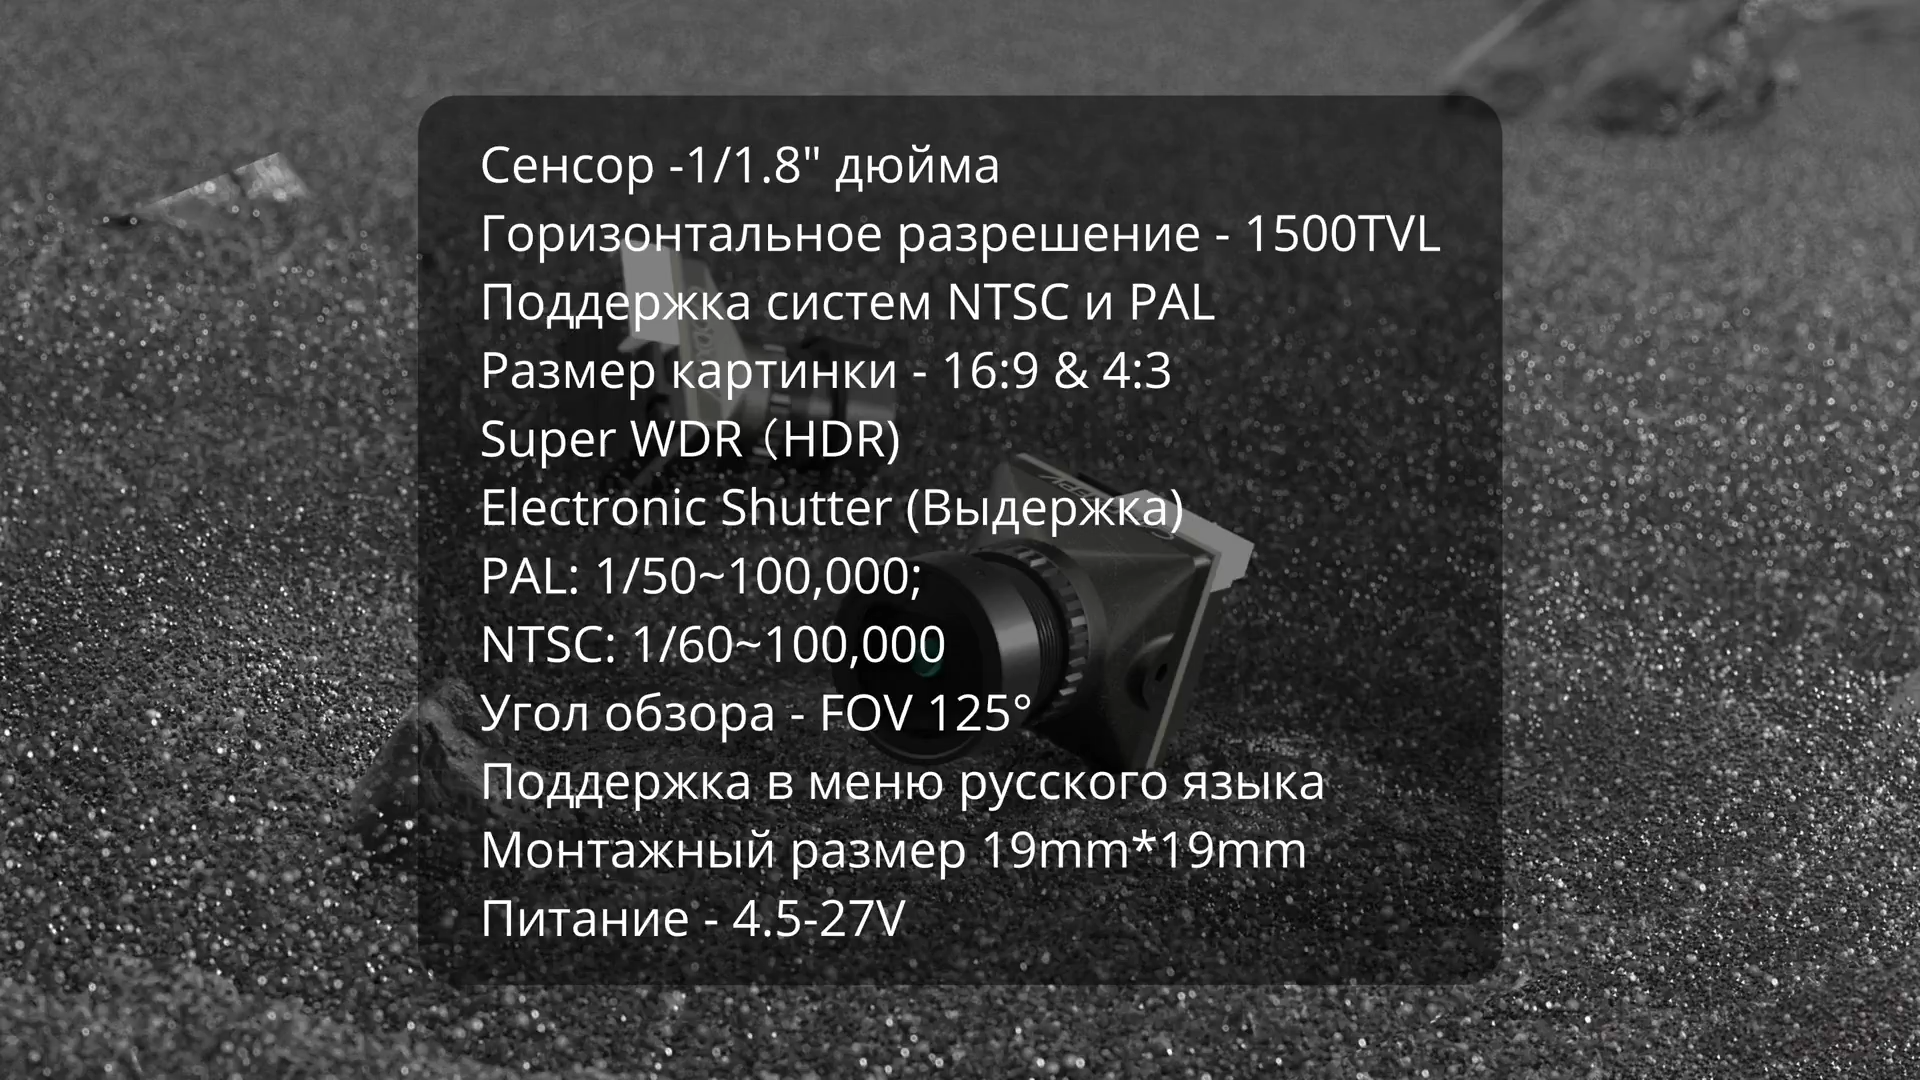 Сенсор -1/1.8" дюйма
Горизонтальное разрешение - 1500TVL
Поддержка систем NTSC и PAL
Размер картинки - 16:9 & 4:3
Super WDR（HDR)
Electronic Shutter (Выдержка)
PAL: 1/50~100,000;
NTSC: 1/60~100,000
Угол обзора - FOV 125°
Поддержка в меню русского языка
Монтажный размер 19mm*19mm
Питание - 4.5-27V